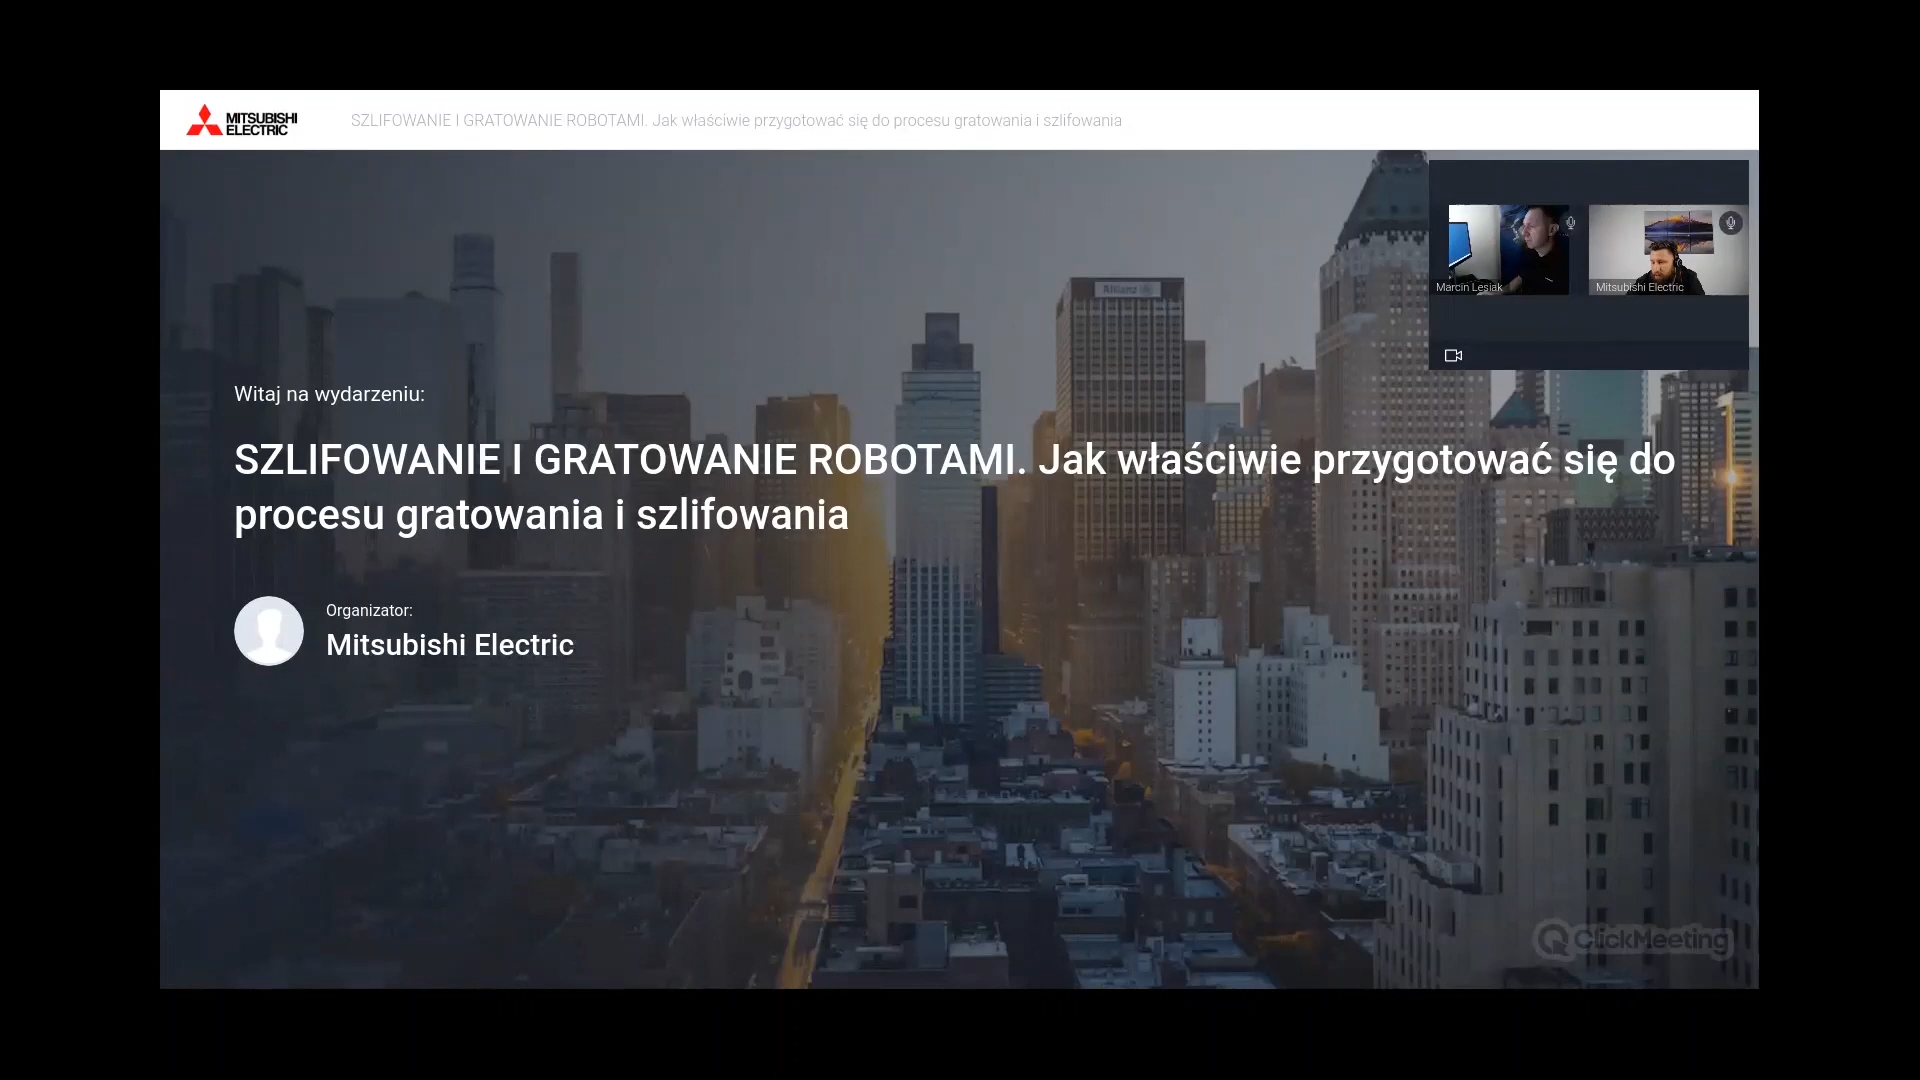 MITSUBISHI
ELECTRIC
SZLIFOWANIE I GRATOWANIE ROBOTAMI. Jak właściwie przygotować się do procesu gratowania i szlifowania
Allianz
Marcin Lesiak
Mitsubishi Electric
Witaj na wydarzeniu:
SZLIFOWANIE I GRATOWANIE ROBOTAMI. Jak właściwie przygotować się do
procesu gratowania i szlifowania
Organizator:
Mitsubishi Electric
ClickMeeting